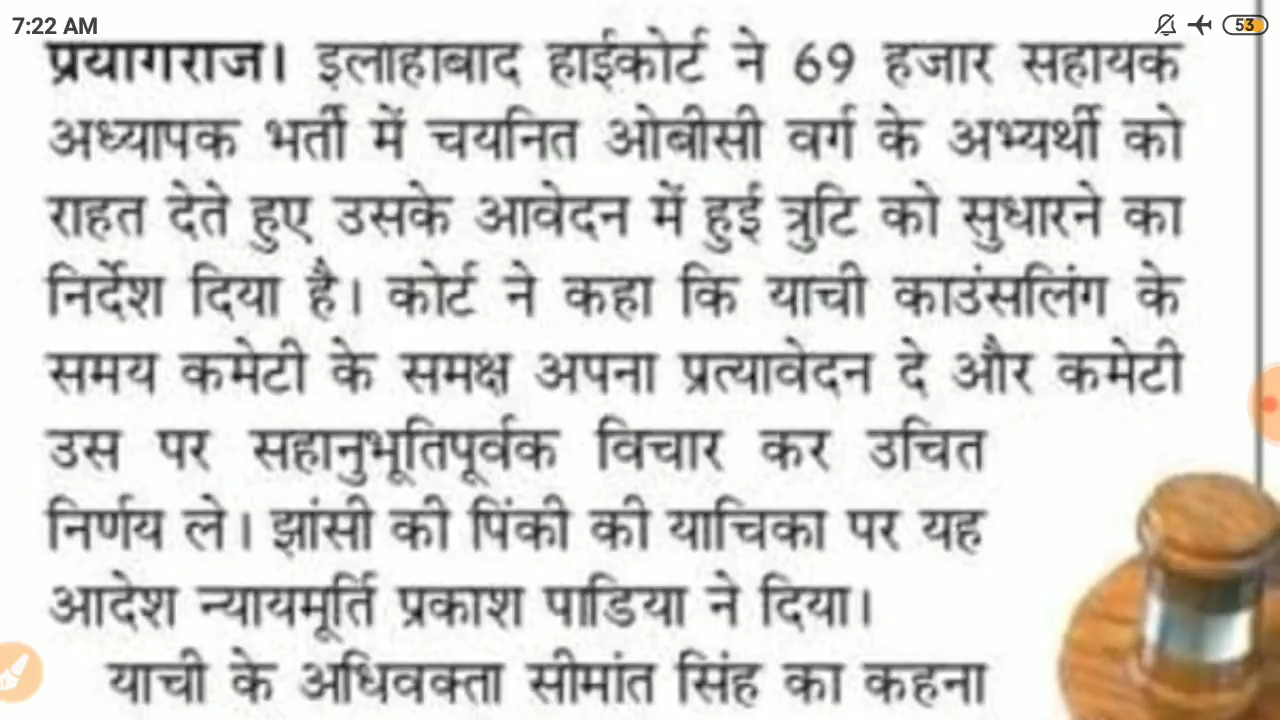 7:22 AM
53
प्रयागराज। इलाहाबाद हाईकोर्ट ने 69 हजार सहायक
अध्यापक भर्ती में चयनित ओबीसी वर्ग के अभ्यर्थी को
राहत देते हुए उसके आवेदन में हुई त्रुटि को सुधारने का
निर्देश दिया है। कोर्ट ने कहा कि याची काउंसलिंग के
समय कमेटी के समक्ष अपना प्रत्यावेदन दे और कमेटी
उस पर सहानुभूतिपूर्वक विचार कर उचित
निर्णय ले। झांसी की पिंकी की याचिका पर यह
आदेश न्यायमूर्ति प्रकाश पाडिया ने दिया।
याची के अधिवक्ता सीमांत सिंह का कहना